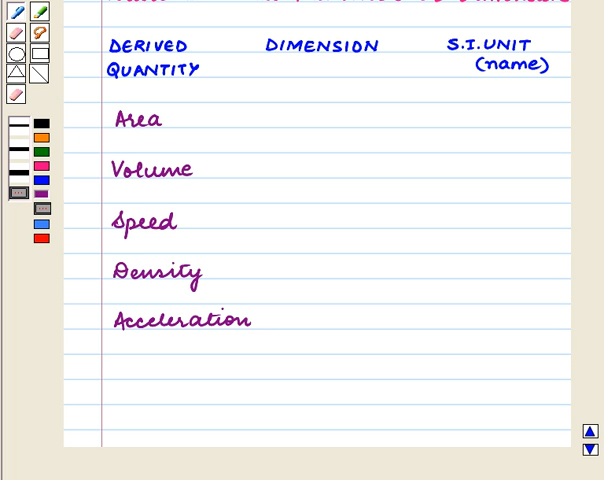 DERIVED DIMENSION S.I. UNIT
QUANTITY (name)
Area
Volume
Speed
Density
Acceleration